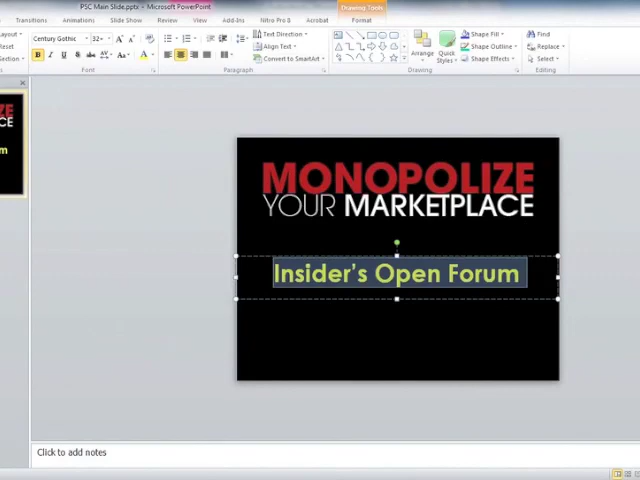 PSC Main Slide.pptx - Microsoft PowerPoint
Drawing Tools
Transitions Animations Slide Show Review View Add-Ins Nitro Pro 8 Acrobat Format
Century Gothic 32
Font
Paragraph
Text Direction
Align Text
Convert to SmartArt
Arrange
Quick Styles
Shape Fill
Shape Outline
Shape Effects
Drawing
Find
Replace
Select
Editing
MONOPOLIZE
YOUR MARKETPLACE
Insider's Open Forum
Click to add notes